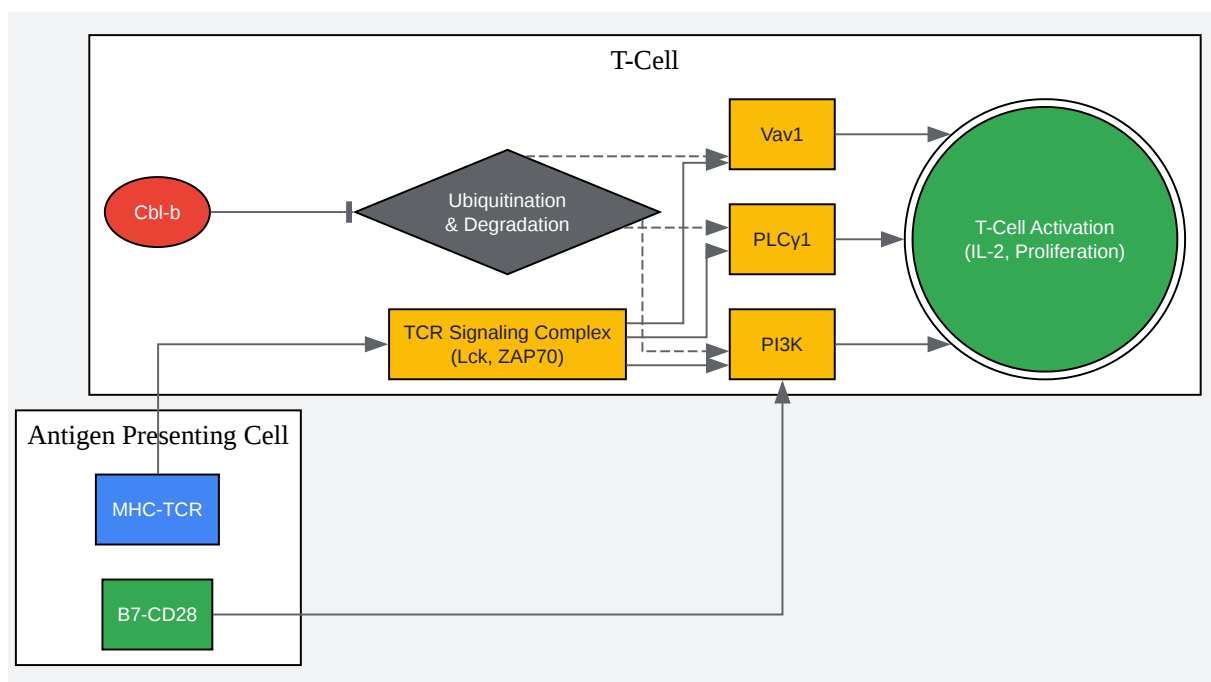 T-Cell
Vav1
Cbl-b
Ubiquitination
& Degradation
PLCγ1
T-Cell Activation
(IL-2, Proliferation)
TCR Signaling Complex
(Lck, ZAP70)
PI3K
Antigen Presenting Cell
MHC-TCR
B7-CD28